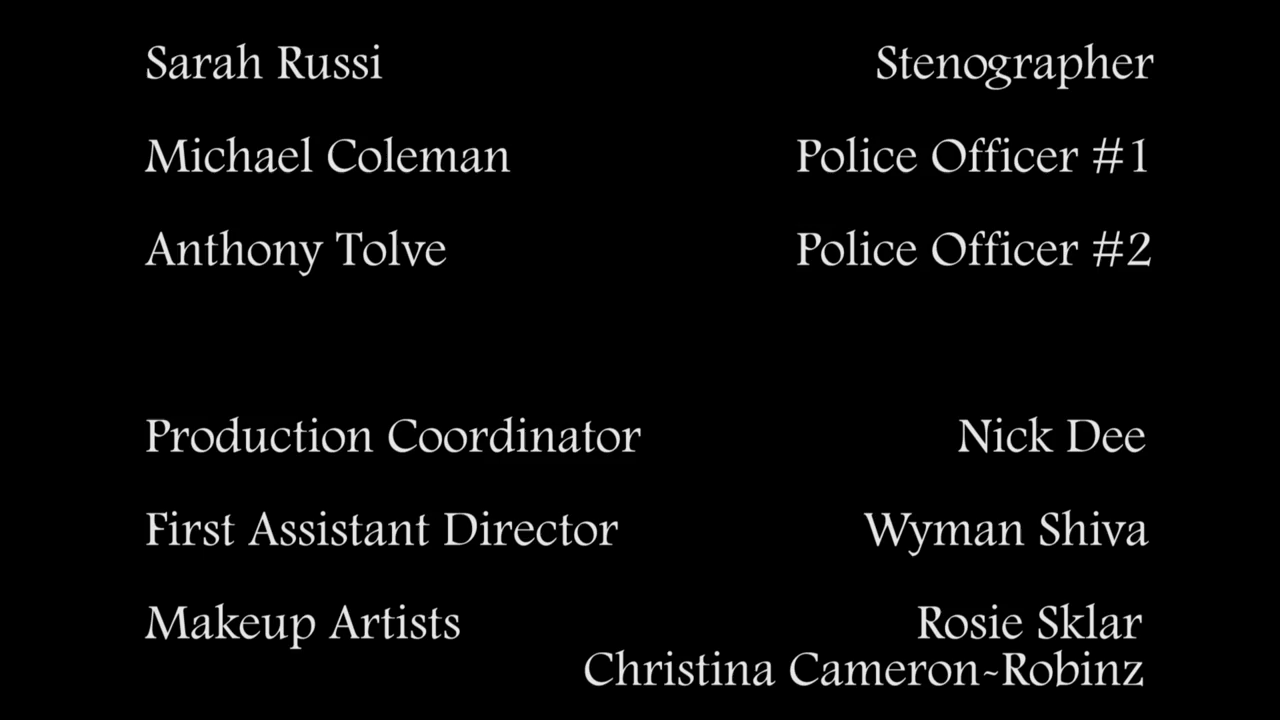 Sarah Russi Stenographer
Michael Coleman Police Officer #1
Anthony Tolve Police Officer #2
Production Coordinator Nick Dee
First Assistant Director Wyman Shiva
Makeup Artists Rosie Sklar
Christina Cameron-Robinz